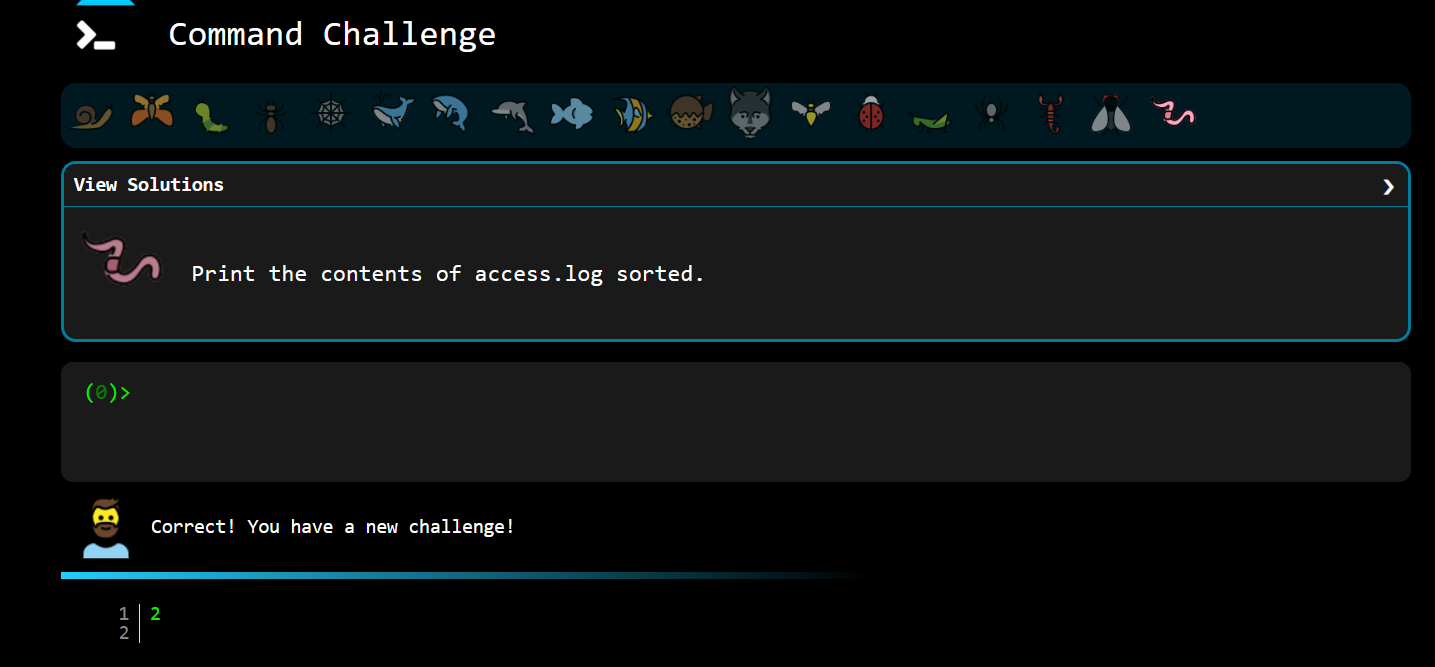 Command Challenge
View Solutions
Print the contents of access.log sorted.
(0)>
Correct! You have a new challenge!
1 2
2